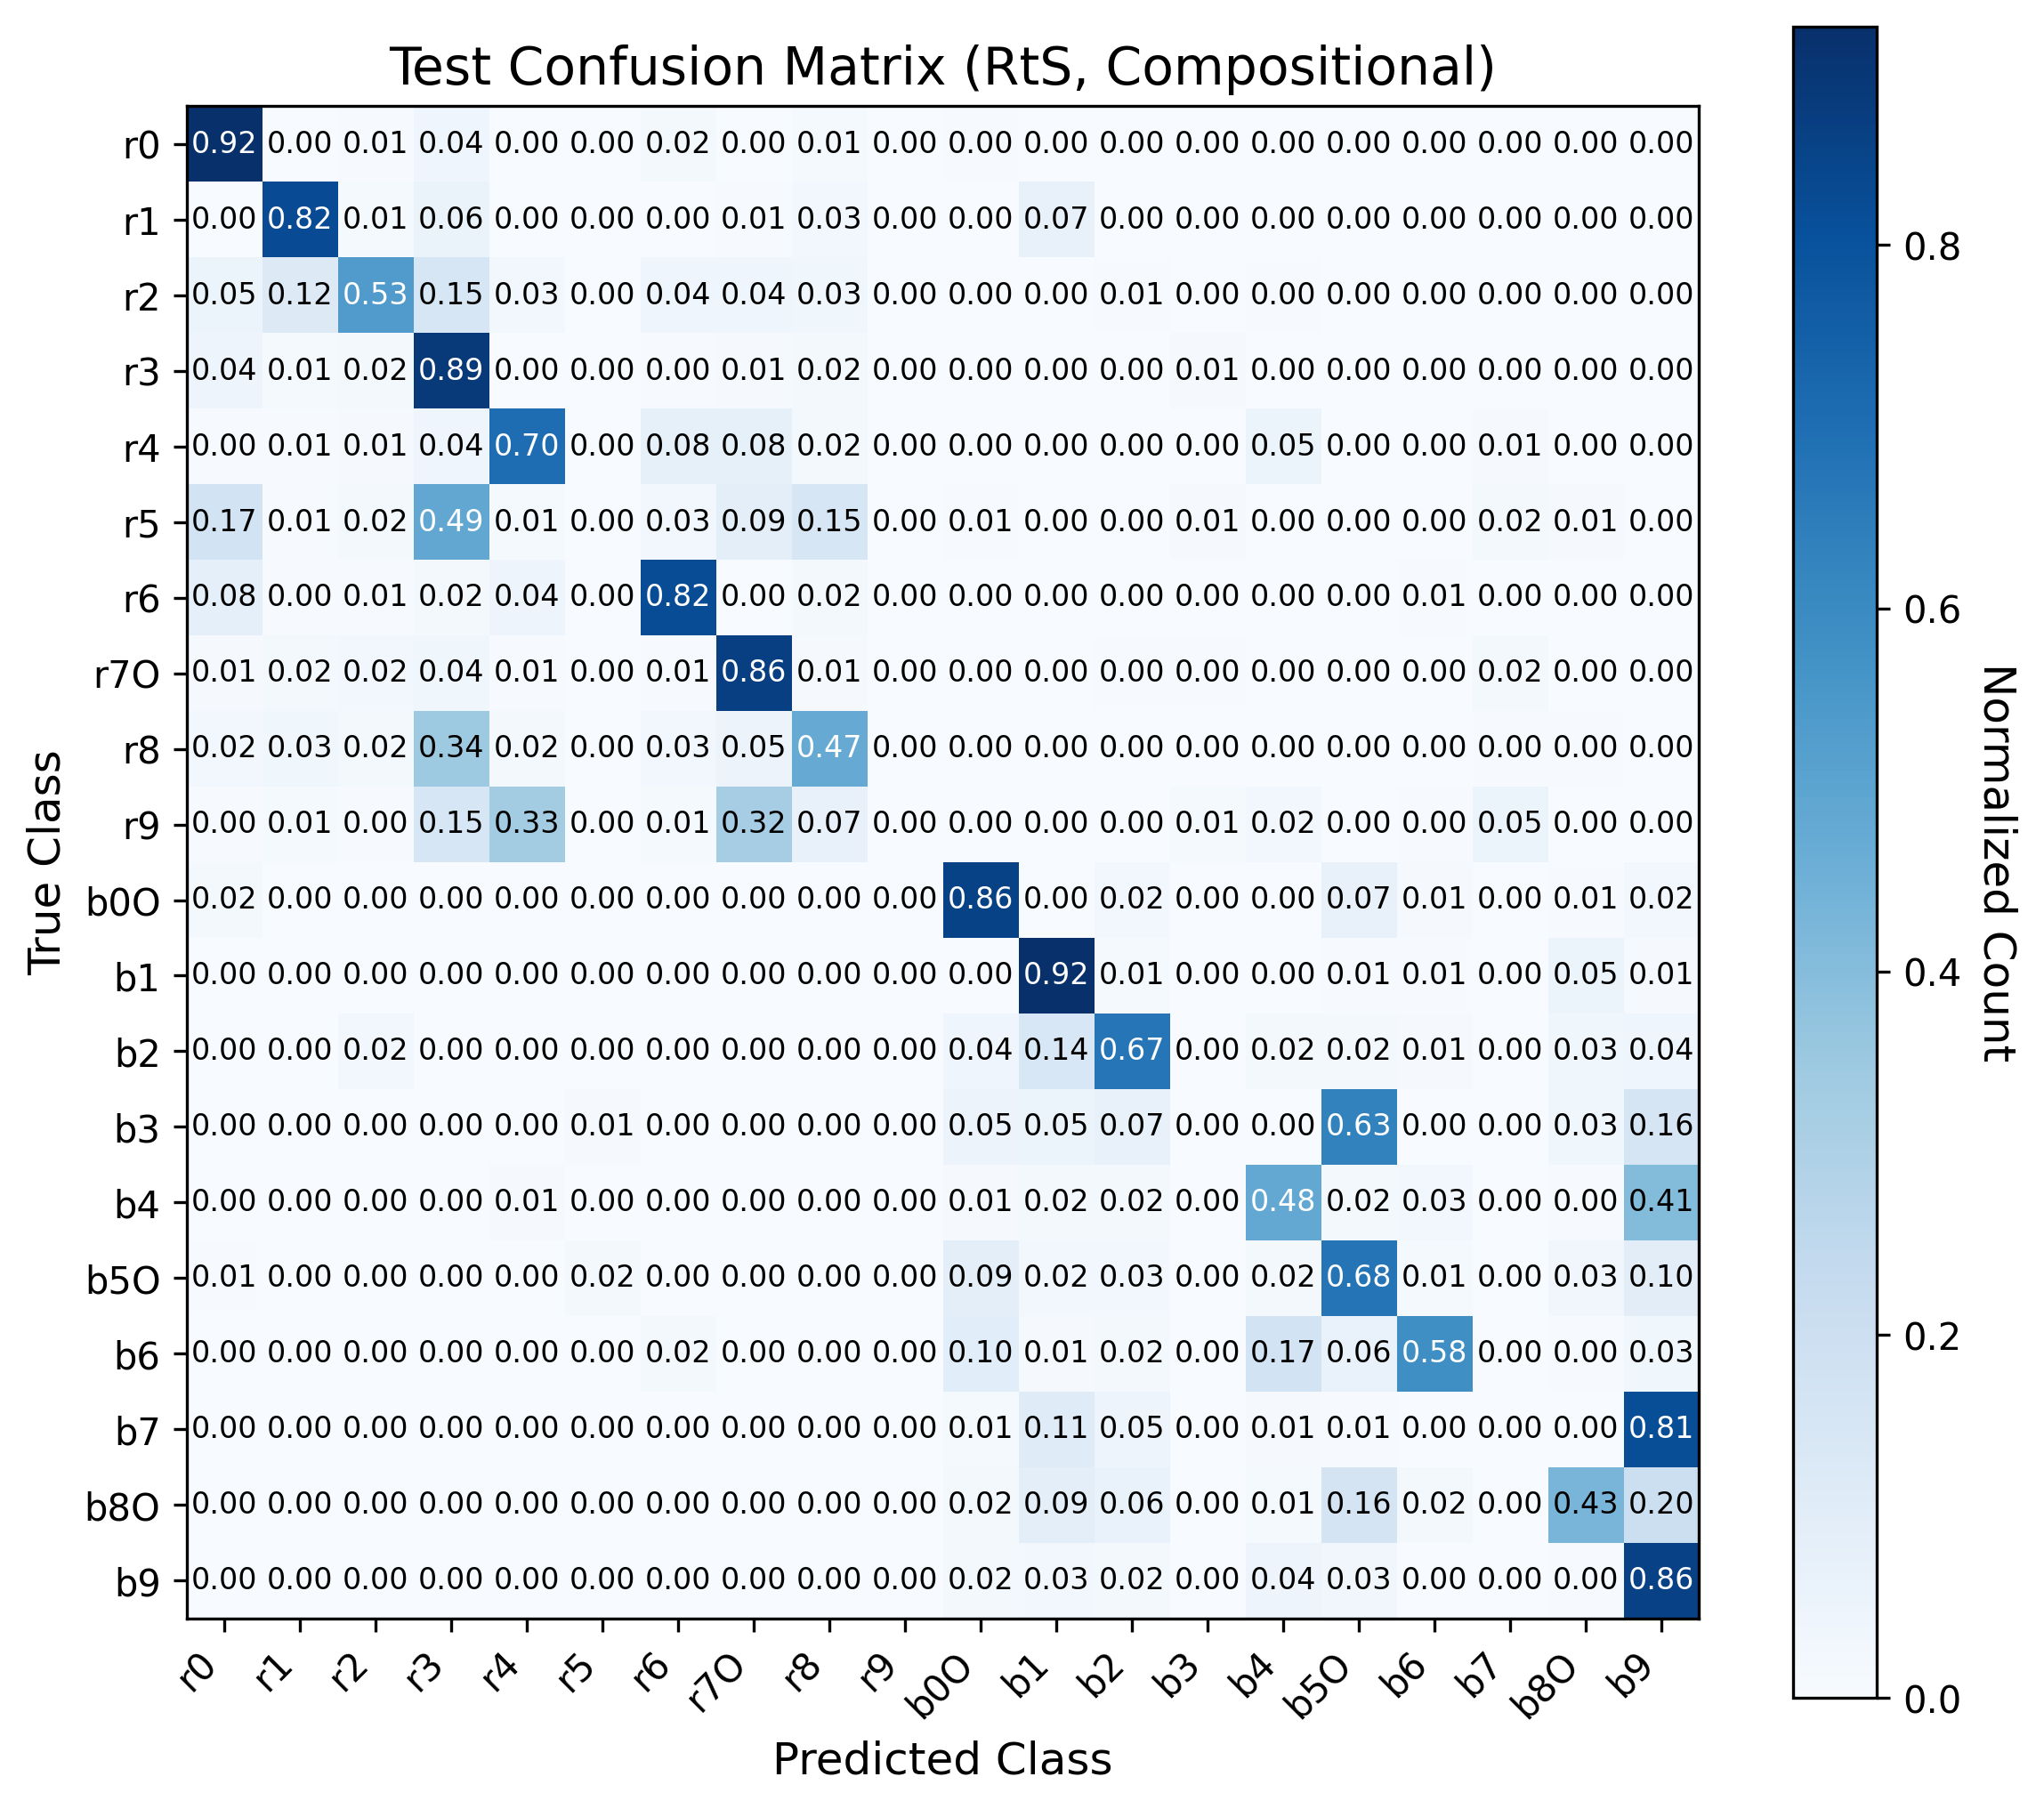 Test Confusion Matrix (RtS, Compositional)
r0 0.92 0.00 0.01 0.04 0.00 0.00 0.02 0.00 0.01 0.00 0.00 0.00 0.00 0.00 0.00 0.00 0.00 0.00 0.00 0.00
r1 0.00 0.82 0.01 0.06 0.00 0.00 0.00 0.01 0.03 0.00 0.00 0.07 0.00 0.00 0.00 0.00 0.00 0.00 0.00 0.00
r2 0.05 0.12 0.53 0.15 0.03 0.00 0.04 0.04 0.03 0.00 0.00 0.00 0.01 0.00 0.00 0.00 0.00 0.00 0.00 0.00
r3 0.04 0.01 0.02 0.89 0.00 0.00 0.00 0.01 0.02 0.00 0.00 0.00 0.00 0.01 0.00 0.00 0.00 0.00 0.00 0.00
r4 0.00 0.01 0.01 0.04 0.70 0.00 0.08 0.08 0.02 0.00 0.00 0.00 0.00 0.00 0.05 0.00 0.00 0.01 0.00 0.00
r5 0.17 0.01 0.02 0.49 0.01 0.00 0.03 0.09 0.15 0.00 0.01 0.00 0.00 0.01 0.00 0.00 0.00 0.02 0.01 0.00
r6 0.08 0.00 0.01 0.02 0.04 0.00 0.82 0.00 0.02 0.00 0.00 0.00 0.00 0.00 0.00 0.00 0.01 0.00 0.00 0.00
r7O 0.01 0.02 0.02 0.04 0.01 0.00 0.01 0.86 0.01 0.00 0.00 0.00 0.00 0.00 0.00 0.00 0.00 0.02 0.00 0.00
r8 0.02 0.03 0.02 0.34 0.02 0.00 0.03 0.05 0.47 0.00 0.00 0.00 0.00 0.00 0.00 0.00 0.00 0.00 0.00 0.00
r9 0.00 0.01 0.00 0.15 0.33 0.00 0.01 0.32 0.07 0.00 0.00 0.00 0.00 0.01 0.02 0.00 0.00 0.05 0.00 0.00
b0O 0.02 0.00 0.00 0.00 0.00 0.00 0.00 0.00 0.00 0.00 0.86 0.00 0.02 0.00 0.00 0.07 0.01 0.00 0.01 0.02
b1 0.00 0.00 0.00 0.00 0.00 0.00 0.00 0.00 0.00 0.00 0.00 0.92 0.01 0.00 0.00 0.01 0.01 0.00 0.05 0.01
b2 0.00 0.00 0.02 0.00 0.00 0.00 0.00 0.00 0.00 0.00 0.04 0.14 0.67 0.00 0.02 0.02 0.01 0.00 0.03 0.04
b3 0.00 0.00 0.00 0.00 0.00 0.01 0.00 0.00 0.00 0.00 0.05 0.05 0.07 0.00 0.00 0.63 0.00 0.00 0.03 0.16
b4 0.00 0.00 0.00 0.00 0.01 0.00 0.00 0.00 0.00 0.00 0.01 0.02 0.02 0.00 0.48 0.02 0.03 0.00 0.00 0.41
b5O 0.01 0.00 0.00 0.00 0.00 0.02 0.00 0.00 0.00 0.00 0.09 0.02 0.03 0.00 0.02 0.68 0.01 0.00 0.03 0.10
b6 0.00 0.00 0.00 0.00 0.00 0.00 0.02 0.00 0.00 0.00 0.10 0.01 0.02 0.00 0.17 0.06 0.58 0.00 0.00 0.03
b7 0.00 0.00 0.00 0.00 0.00 0.00 0.00 0.00 0.00 0.00 0.01 0.11 0.05 0.00 0.01 0.01 0.00 0.00 0.00 0.81
b8O 0.00 0.00 0.00 0.00 0.00 0.00 0.00 0.00 0.00 0.00 0.02 0.09 0.06 0.00 0.01 0.16 0.02 0.00 0.43 0.20
b9 0.00 0.00 0.00 0.00 0.00 0.00 0.00 0.00 0.00 0.00 0.02 0.03 0.02 0.00 0.04 0.03 0.00 0.00 0.00 0.86
r0 r1 r2 r3 r4 r5 r6 r7O r8 r9 b0O b1 b2 b3 b4 b5O b6 b7 b8O b9
Predicted Class
True Class
0.8
0.6
0.4
0.2
0.0
Normalized Count